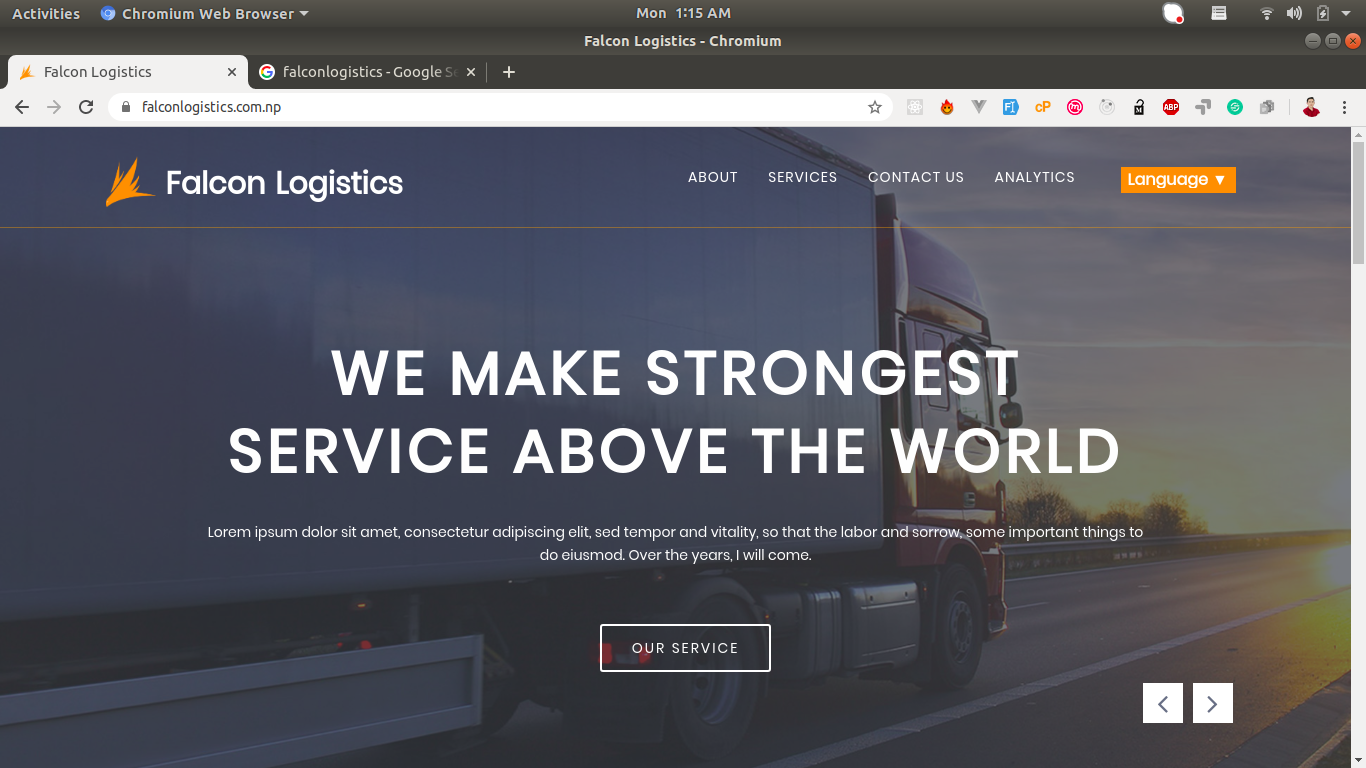 Activities
Chromium Web Browser
Mon 1:15 AM
Falcon Logistics - Chromium
Falcon Logistics
falconlogistics - Google Se
falconlogistics.com.np
cP
ABP
Falcon Logistics
ABOUT
SERVICES
CONTACT US
ANALYTICS
Language ▼
WE MAKE STRONGEST
SERVICE ABOVE THE WORLD
Lorem ipsum dolor sit amet, consectetur adipiscing elit, sed tempor and vitality, so that the labor and sorrow, some important things to
do eiusmod. Over the years, I will come.
OUR SERVICE